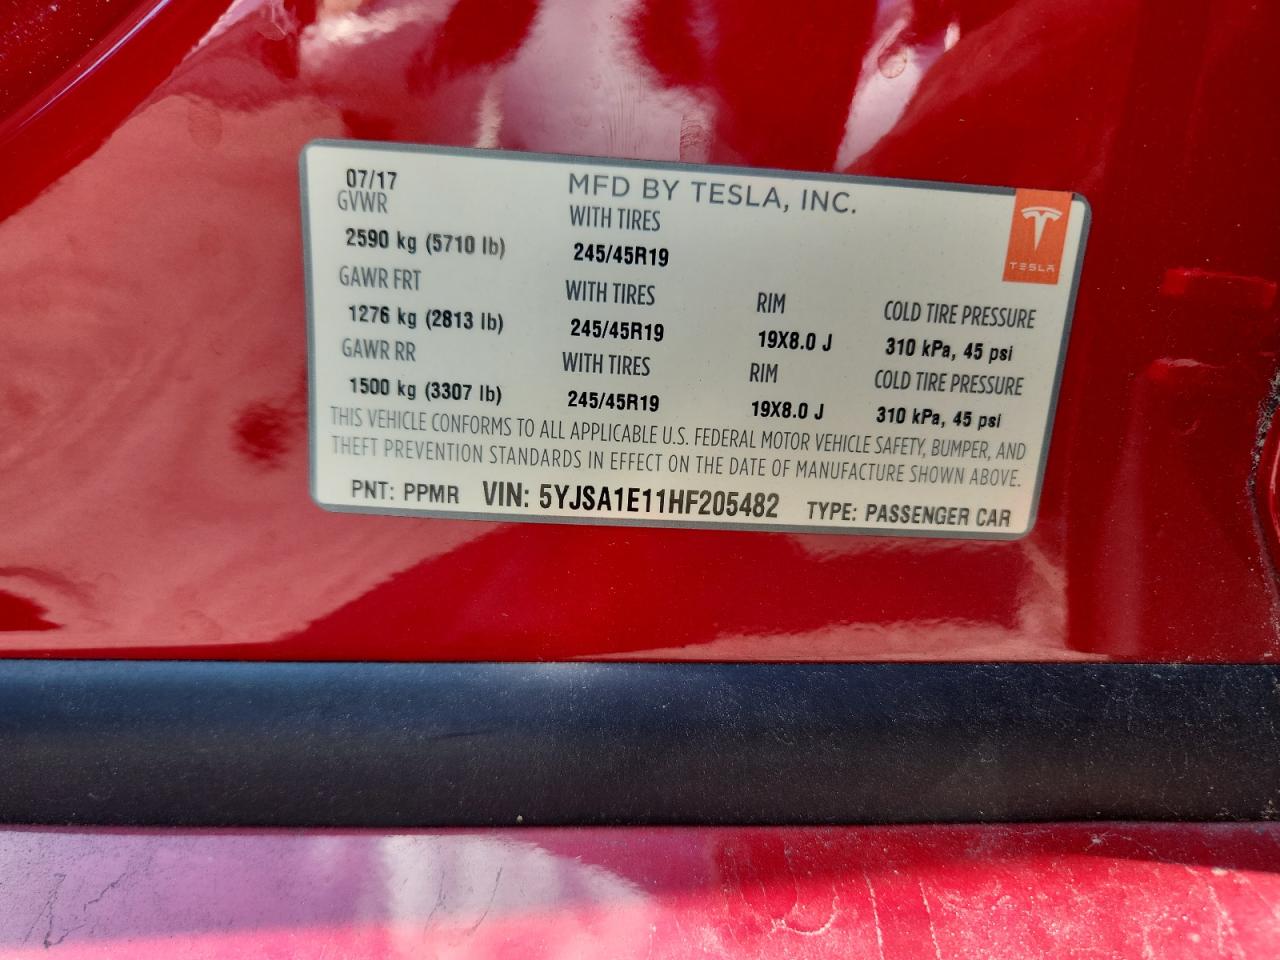 07/17 MFD BY TESLA, INC.
GVWR WITH TIRES
2590 kg (5710 lb) 245/45R19
TESLA
GAWR FRT WITH TIRES RIM COLD TIRE PRESSURE
1276 kg (2813 lb) 245/45R19 19X8.0 J 310 kPa, 45 psi
GAWR RR WITH TIRES RIM COLD TIRE PRESSURE
1500 kg (3307 lb) 245/45R19 19X8.0 J 310 kPa, 45 psi
THIS VEHICLE CONFORMS TO ALL APPLICABLE U.S. FEDERAL MOTOR VEHICLE SAFETY, BUMPER, AND
THEFT PREVENTION STANDARDS IN EFFECT ON THE DATE OF MANUFACTURE SHOWN ABOVE.
PNT: PPMR VIN: 5YJSA1E11HF205482 TYPE: PASSENGER CAR